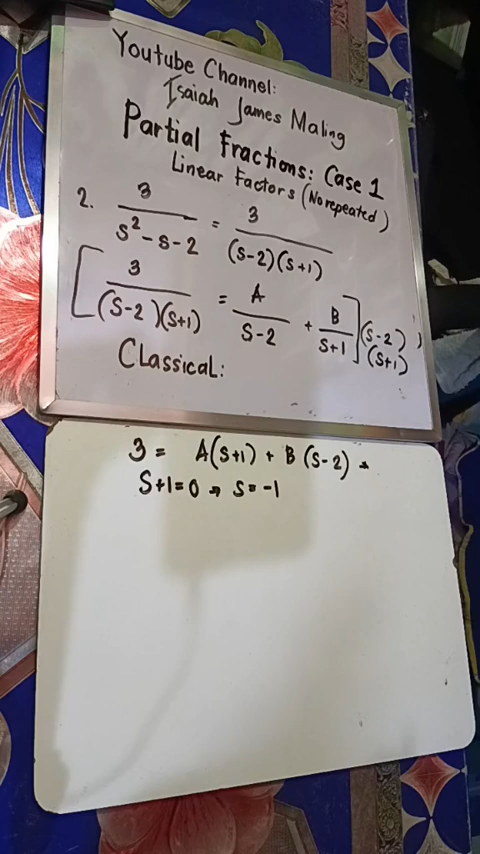 Youtube Channel:
Isaiah James Maling
Partial Fractions: Case 1
Linear Factors (No repeated)
2. 3/(s²-s-2) = 3/((s-2)(s+1))
[3/((s-2)(s+1)) = A/(s-2) + B/(s+1)](s-2)(s+1)
Classical:
3 = A(s+1) + B(s-2) →
s+1=0 → s=-1